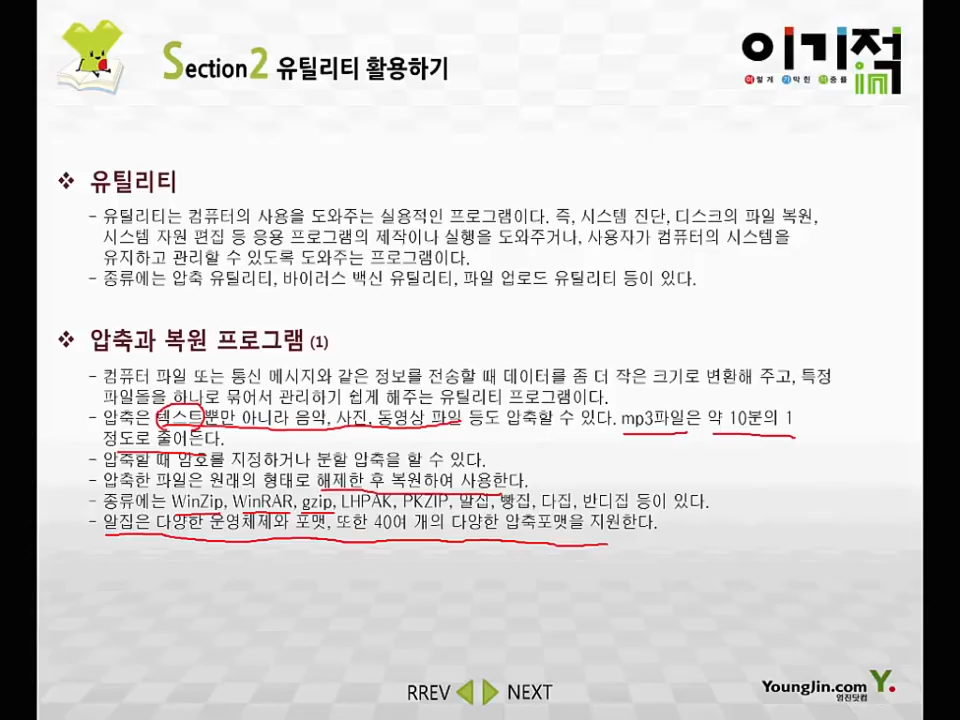 Section2 유틸리티 활용하기
이기적in
이렇게 기막힌 적중률
❖ 유틸리티
- 유틸리티는 컴퓨터의 사용을 도와주는 실용적인 프로그램이다. 즉, 시스템 진단, 디스크의 파일 복원,
시스템 자원 편집 등 응용 프로그램의 제작이나 실행을 도와주거나, 사용자가 컴퓨터의 시스템을
유지하고 관리할 수 있도록 도와주는 프로그램이다.
- 종류에는 압축 유틸리티, 바이러스 백신 유틸리티, 파일 업로드 유틸리티 등이 있다.
❖ 압축과 복원 프로그램 (1)
- 컴퓨터 파일 또는 통신 메시지와 같은 정보를 전송할 때 데이터를 좀 더 작은 크기로 변환해 주고, 특정
파일들을 하나로 묶어서 관리하기 쉽게 해주는 유틸리티 프로그램이다.
- 압축은 텍스트뿐만 아니라 음악, 사진, 동영상 파일 등도 압축할 수 있다. mp3파일은 약 10분의 1
정도로 줄어든다.
- 압축할 때 암호를 지정하거나 분할 압축을 할 수 있다.
- 압축한 파일은 원래의 형태로 해제한 후 복원하여 사용한다.
- 종류에는 WinZip, WinRAR, gzip, LHPAK, PKZIP, 알집, 빵집, 다집, 반디집 등이 있다.
- 알집은 다양한 운영체제와 포맷, 또한 40여 개의 다양한 압축포맷을 지원한다.
RREV NEXT
YoungJin.com Y.
영진닷컴